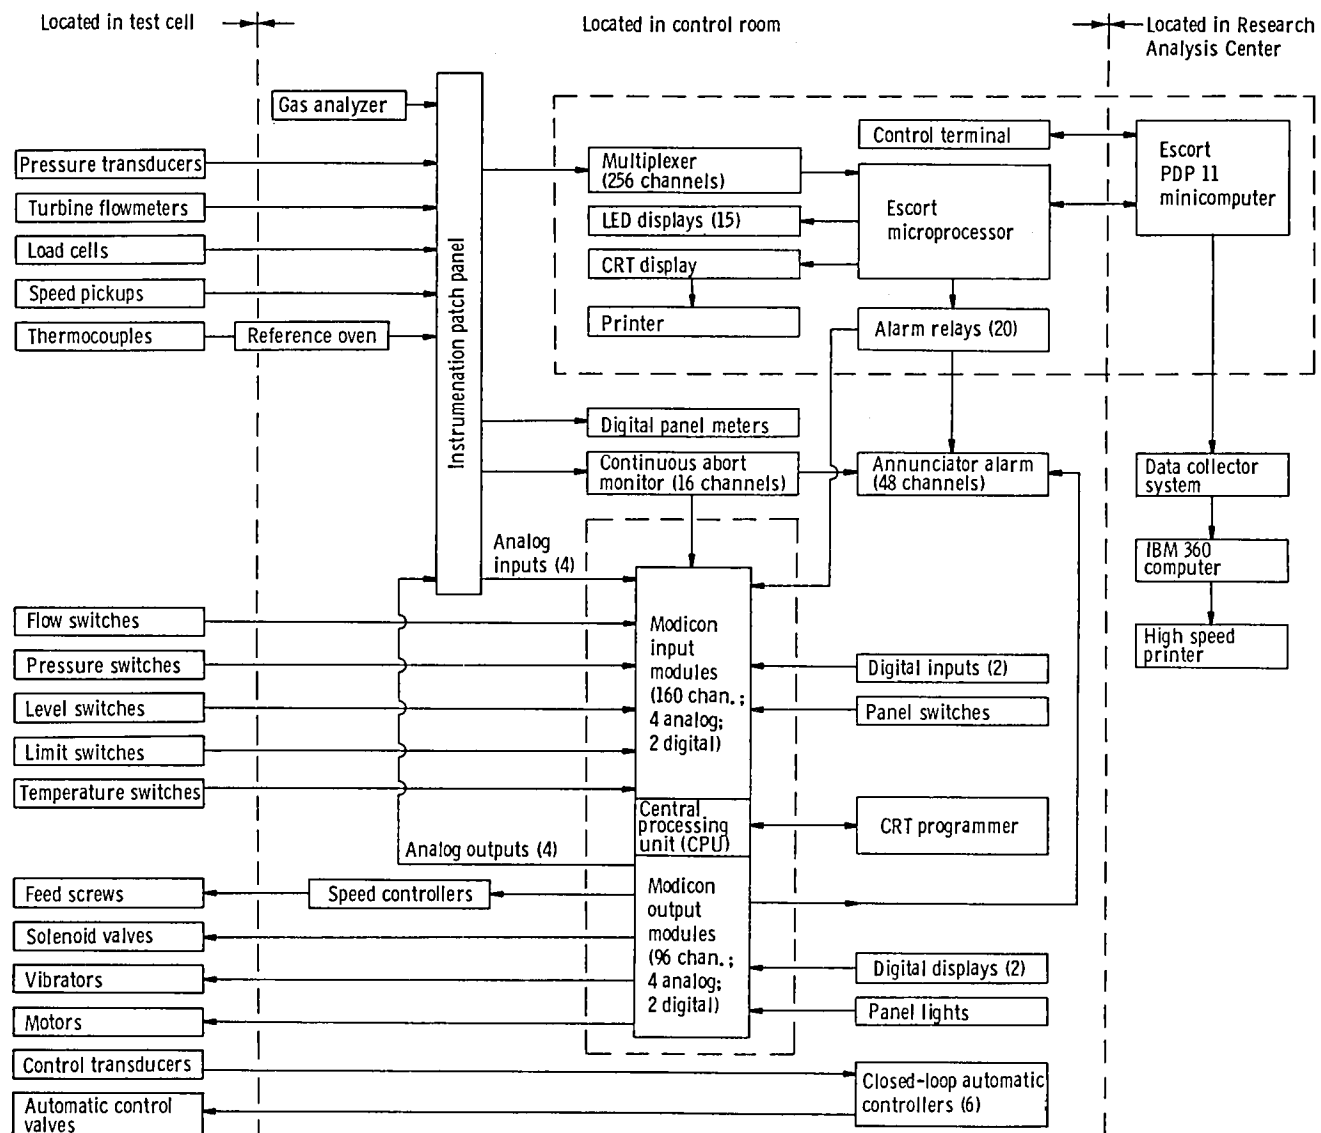 Located in test cell
Located in control room
Located in Research
Analysis Center
Gas analyzer
Pressure transducers
Turbine flowmeters
Load cells
Speed pickups
Thermocouples
Reference oven
Instrumenation patch panel
Multiplexer
(256 channels)
LED displays (15)
CRT display
Printer
Control terminal
Escort
microprocessor
Alarm relays (20)
Escort
PDP 11
minicomputer
Digital panel meters
Continuous abort
monitor (16 channels)
Annunciator alarm
(48 channels)
Data collector
system
IBM 360
computer
High speed
printer
Analog
inputs (4)
Flow switches
Pressure switches
Level switches
Limit switches
Temperature switches
Modicon
input
modules
(160 chan.;
4 analog;
2 digital)
Digital inputs (2)
Panel switches
Central
processing
unit (CPU)
CRT programmer
Analog outputs (4)
Feed screws
Speed controllers
Solenoid valves
Vibrators
Motors
Modicon
output
modules
(96 chan.;
4 analog;
2 digital)
Digital displays (2)
Panel lights
Control transducers
Automatic control
valves
Closed-loop automatic
controllers (6)